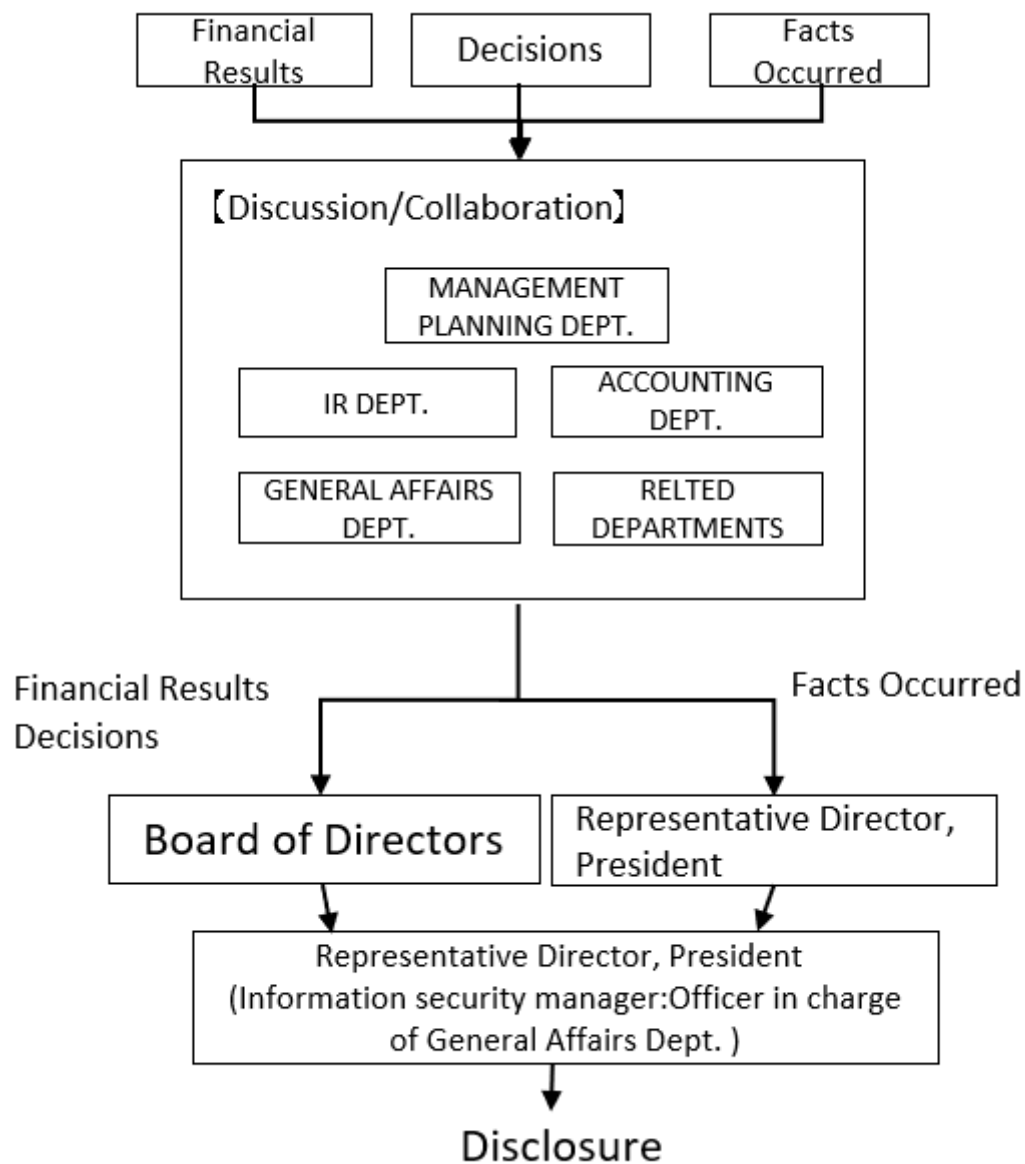 Financial
Results
Decisions
Facts
Occurred
【Discussion/Collaboration】
MANAGEMENT
PLANNING DEPT.
IR DEPT.
ACCOUNTING
DEPT.
GENERAL AFFAIRS
DEPT.
RELTED
DEPARTMENTS
Financial Results
Decisions
Facts Occurred
Board of Directors
Representative Director,
President
Representative Director, President
(Information security manager:Officer in charge
of General Affairs Dept. )
Disclosure